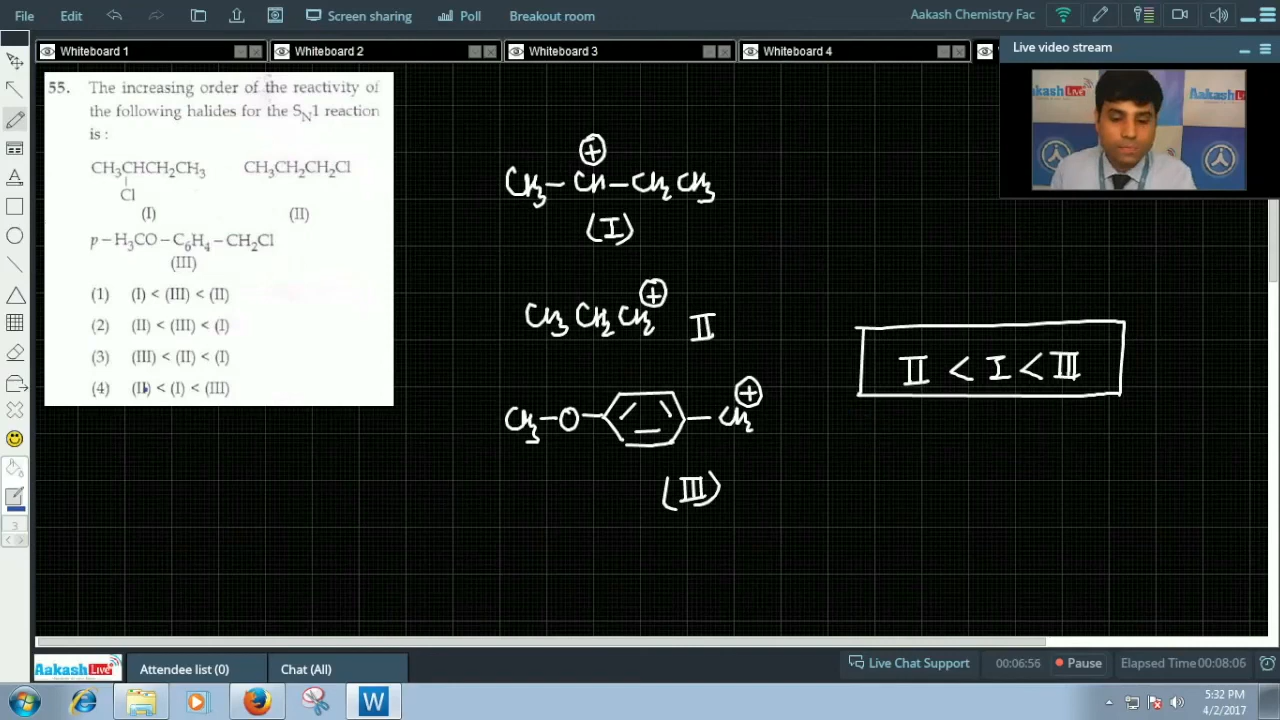 File Edit Screen sharing Poll Breakout room Aakash Chemistry Fac
Whiteboard 1 Whiteboard 2 Whiteboard 3 Whiteboard 4
Live video stream
55. The increasing order of the reactivity of
the following halides for the SN1 reaction
is :
CH3CHCH2CH3 CH3CH2CH2Cl
Cl
(I) (II)
p – H3CO – C6H4 – CH2Cl
(III)
(1) (I) < (III) < (II)
(2) (II) < (III) < (I)
(3) (III) < (II) < (I)
(4) (II) < (I) < (III)
⊕
CH3 – CH – CH2 CH3
(I)
⊕
CH3 CH2 CH2 II
⊕
CH3 – O – – CH2
(III)
II < I < III
Aakash Live Attendee list (0) Chat (All) Live Chat Support 00:06:56 Pause Elapsed Time 00:08:06
5:32 PM
4/2/2017